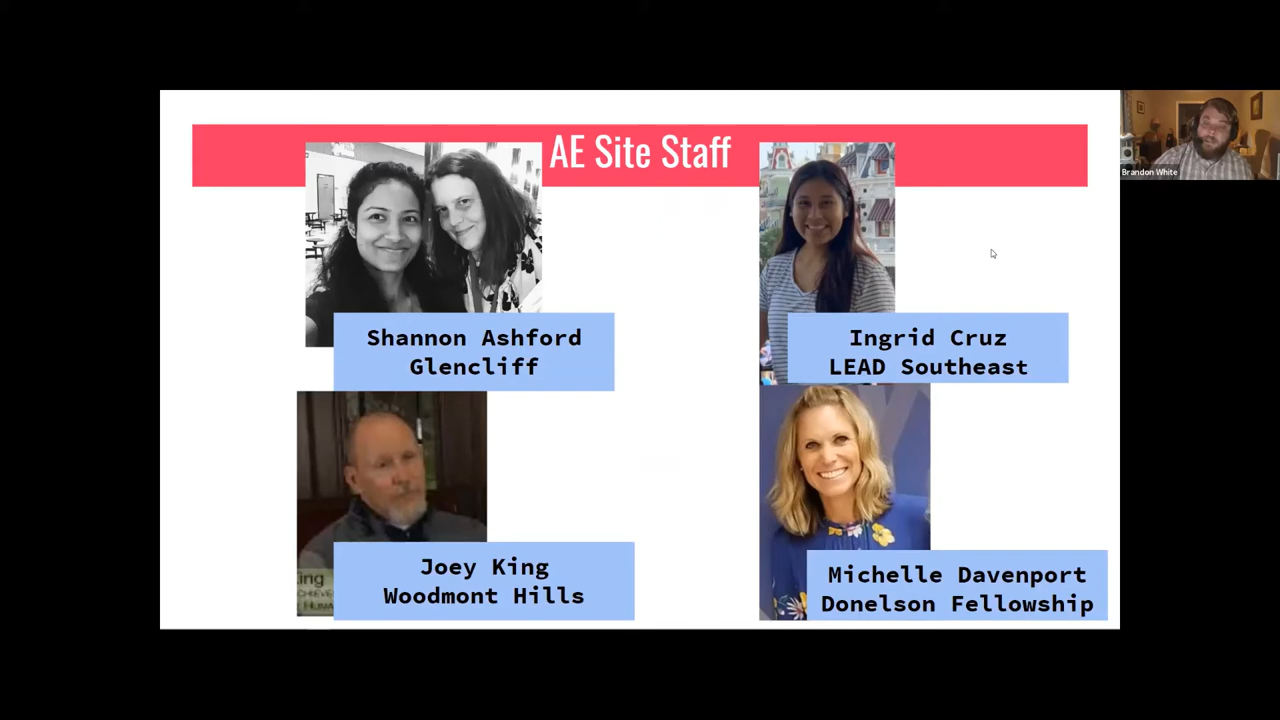 AE Site Staff
Brandon White
Shannon Ashford
Glencliff
Ingrid Cruz
LEAD Southeast
Joey King
Woodmont Hills
Michelle Davenport
Donelson Fellowship